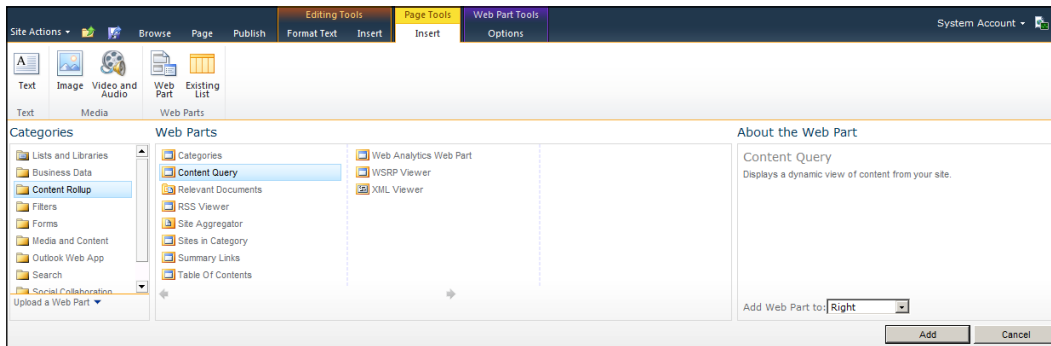 Editing Tools Page Tools Web Part Tools
Site Actions Browse Page Publish Format Text Insert Insert Options System Account
A
Text Image Video and Audio Web Part Existing List
Text Media Web Parts
Categories Web Parts About the Web Part
Lists and Libraries Categories Web Analytics Web Part Content Query
Business Data Content Query WSRP Viewer Displays a dynamic view of content from your site.
Content Rollup Relevant Documents XML Viewer
Filters RSS Viewer
Forms Site Aggregator
Media and Content Sites in Category
Outlook Web App Summary Links
Search Table Of Contents
Social Collaboration
Upload a Web Part Add Web Part to: Right
Add Cancel